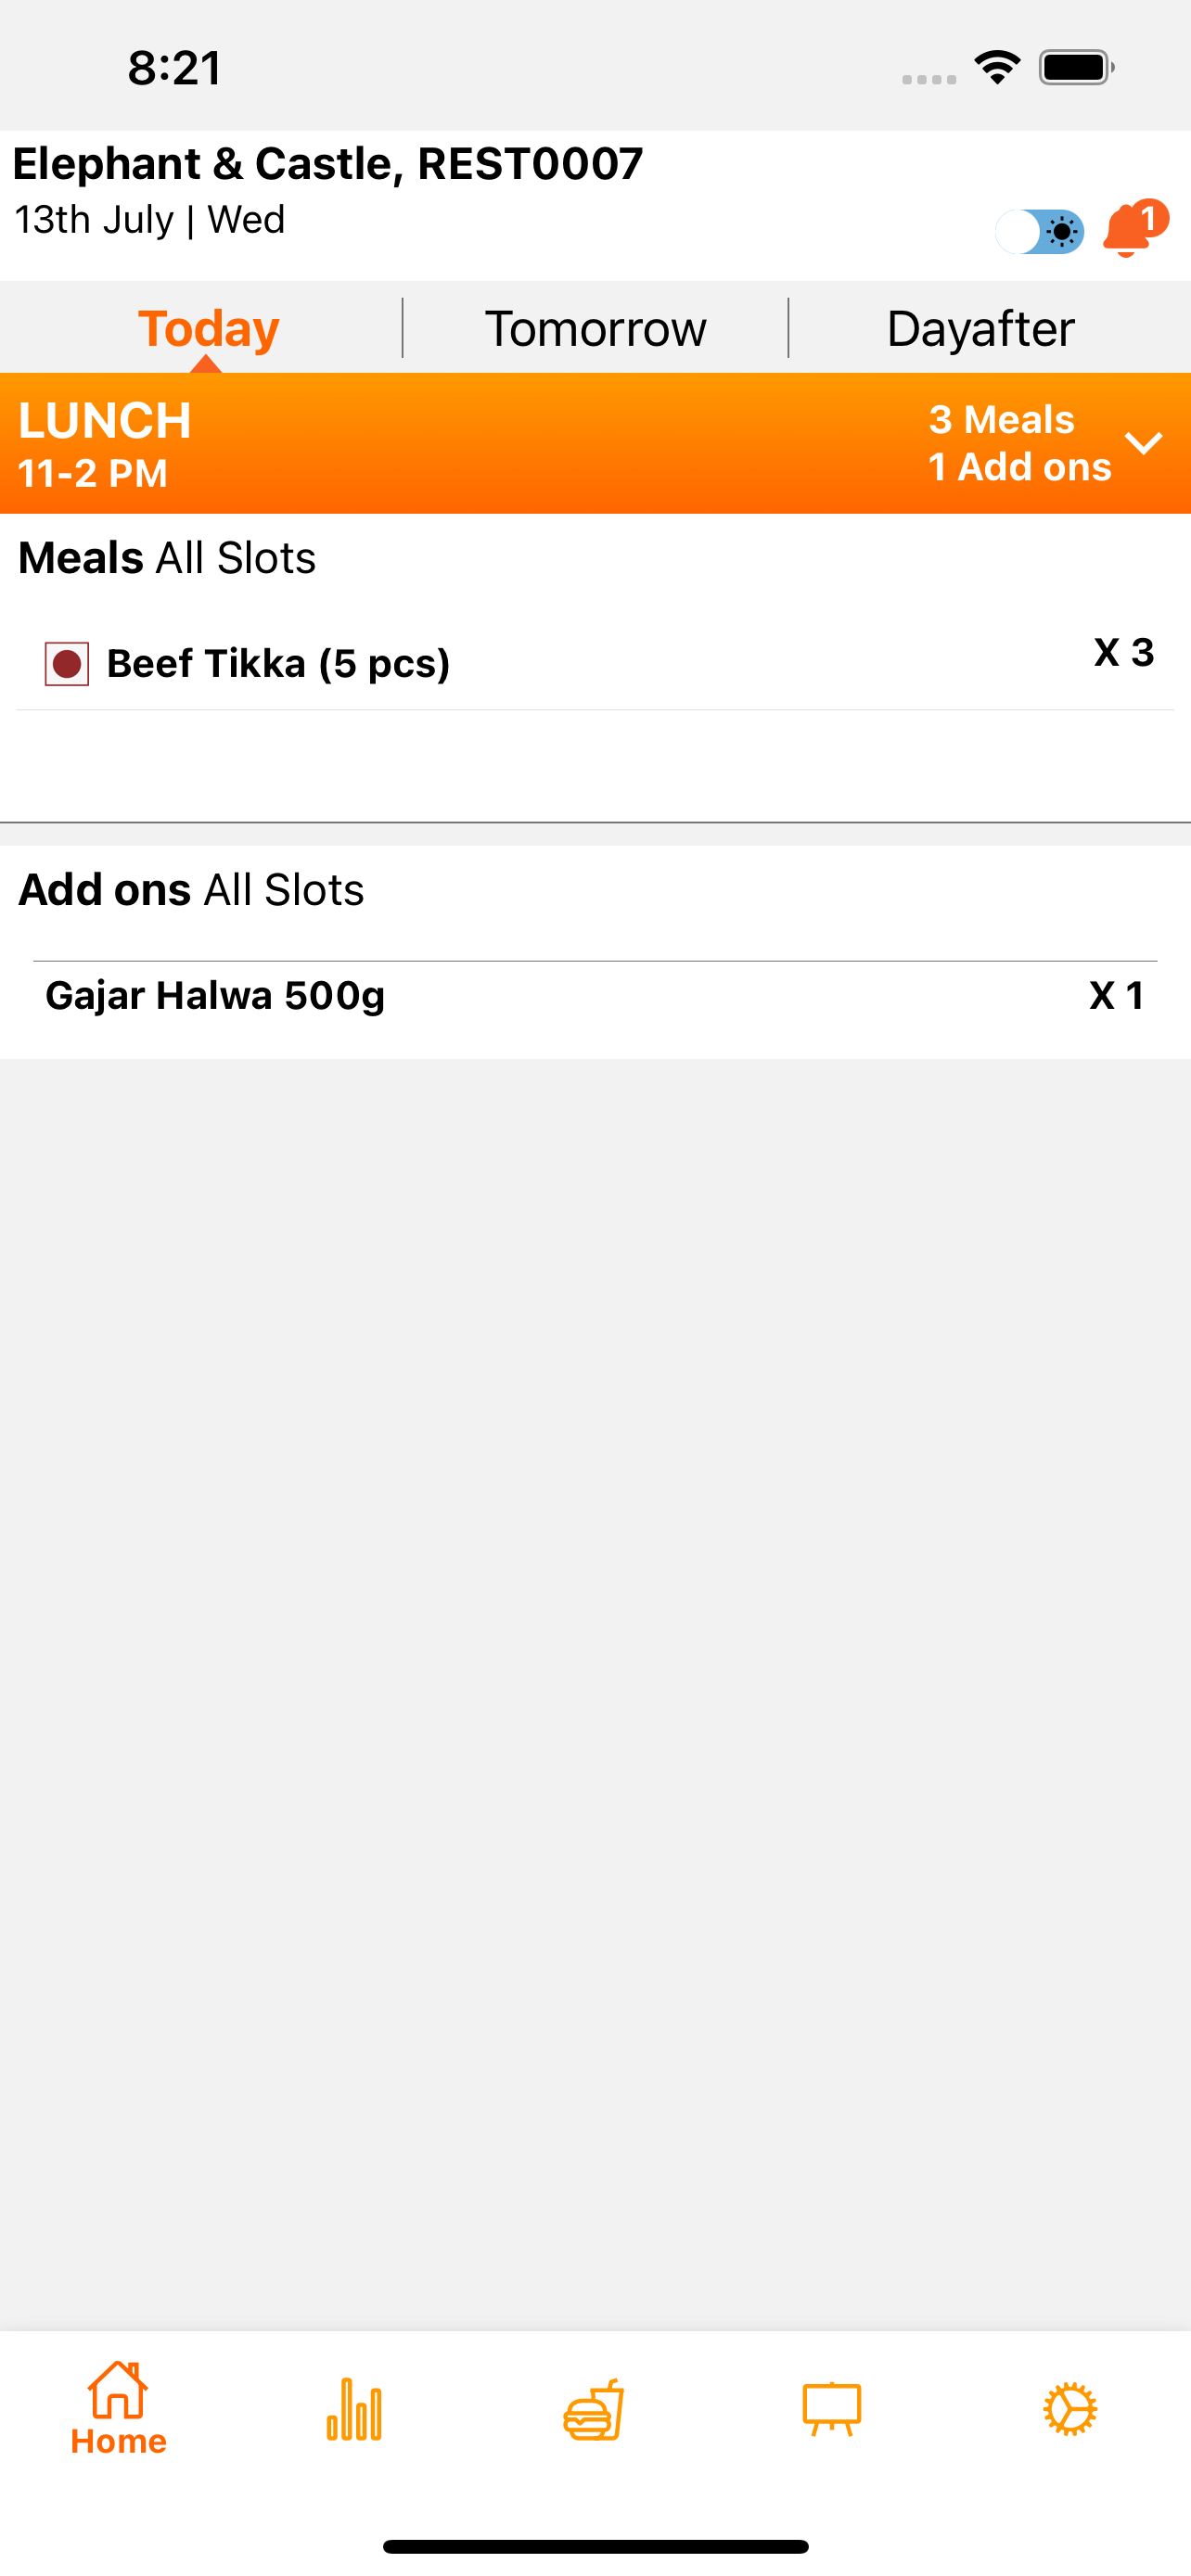 8:21
Elephant & Castle, REST0007
13th July | Wed
1
Today
Tomorrow
Dayafter
LUNCH
11-2 PM
3 Meals
1 Add ons
Meals All Slots
Beef Tikka (5 pcs)
X 3
Add ons All Slots
Gajar Halwa 500g
X 1
Home